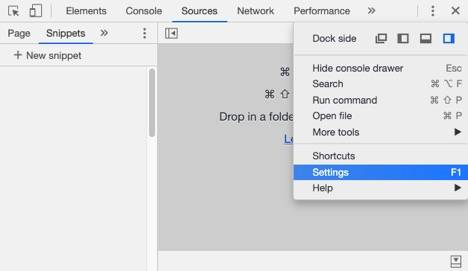 Elements Console Sources Network Performance »
Page Snippets »
+ New snippet
⌘
⌘ ⇧
Drop in a folde
Dock side
Hide console drawer Esc
Search ⌘ ⌥ F
Run command ⌘ ⇧ P
Open file ⌘ P
More tools ▶
Shortcuts
Settings F1
Help ▶